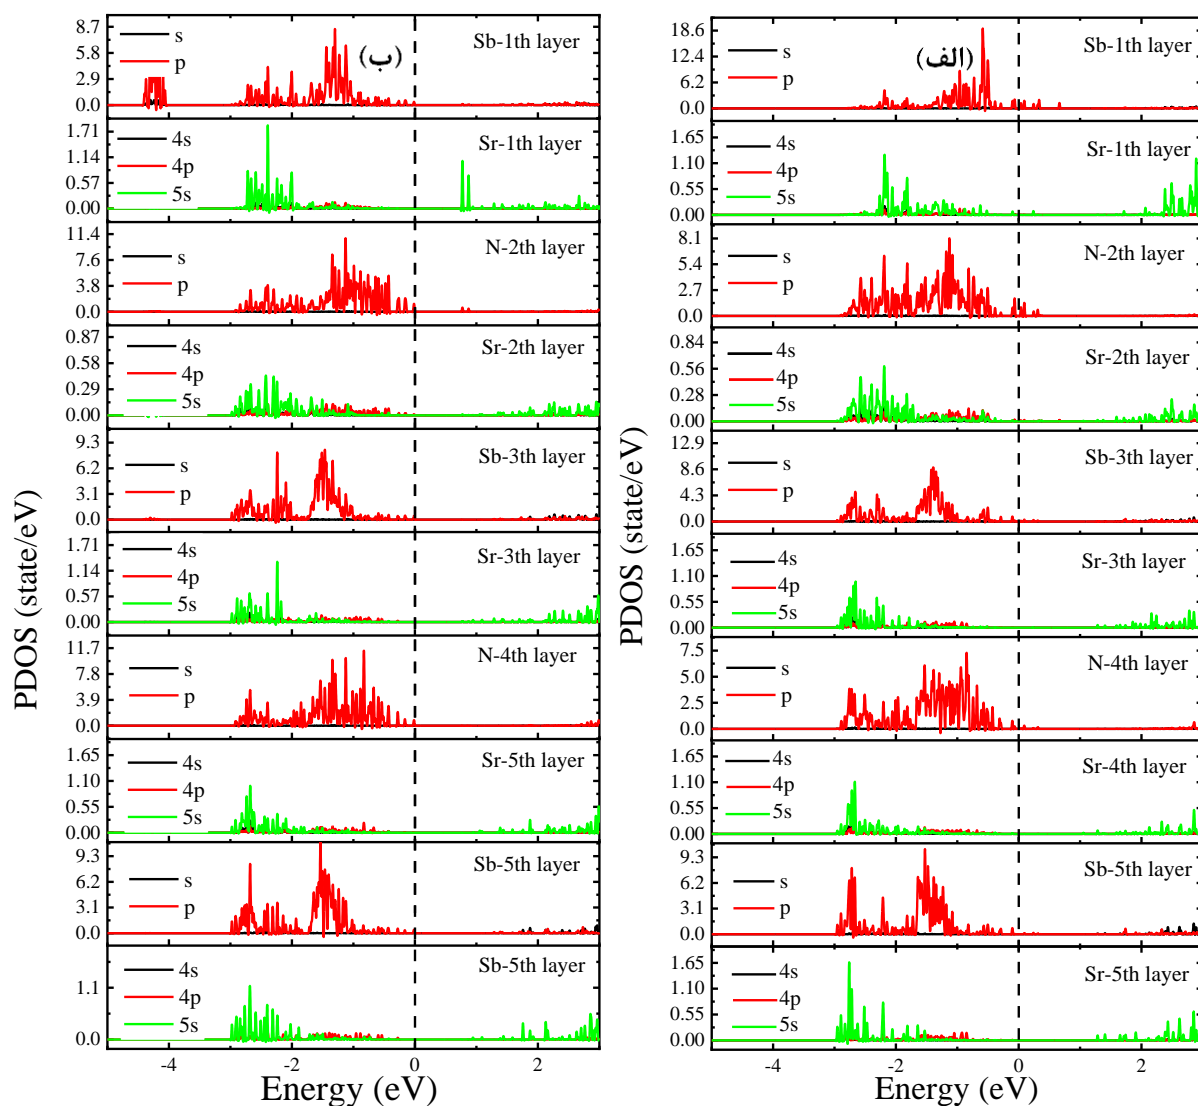 8.7
5.8
2.9
0.0
s
p
(ب)
Sb-1th layer
1.71
1.14
0.57
0.00
4s
4p
5s
Sr-1th layer
11.4
7.6
3.8
0.0
s
p
N-2th layer
0.87
0.58
0.29
0.00
4s
4p
5s
Sr-2th layer
9.3
6.2
3.1
0.0
s
p
Sb-3th layer
1.71
1.14
0.57
0.00
4s
4p
5s
Sr-3th layer
11.7
7.8
3.9
0.0
s
p
N-4th layer
1.65
1.10
0.55
0.00
4s
4p
5s
Sr-5th layer
9.3
6.2
3.1
0.0
s
p
Sb-5th layer
1.1
0.0
4s
4p
5s
Sb-5th layer
-4
-2
0
2
Energy (eV)
PDOS (state/eV)
18.6
12.4
6.2
0.0
s
p
(الف)
Sb-1th layer
1.65
1.10
0.55
0.00
4s
4p
5s
Sr-1th layer
8.1
5.4
2.7
0.0
s
p
N-2th layer
0.84
0.56
0.28
0.00
4s
4p
5s
Sr-2th layer
12.9
8.6
4.3
0.0
s
p
Sb-3th layer
1.65
1.10
0.55
0.00
4s
4p
5s
Sr-3th layer
7.5
5.0
2.5
0.0
s
p
N-4th layer
1.65
1.10
0.55
0.00
4s
4p
5s
Sr-4th layer
9.3
6.2
3.1
0.0
s
p
Sb-5th layer
1.65
1.10
0.55
0.00
4s
4p
5s
Sr-5th layer
-4
-2
0
2
Energy (eV)
PDOS (state/eV)